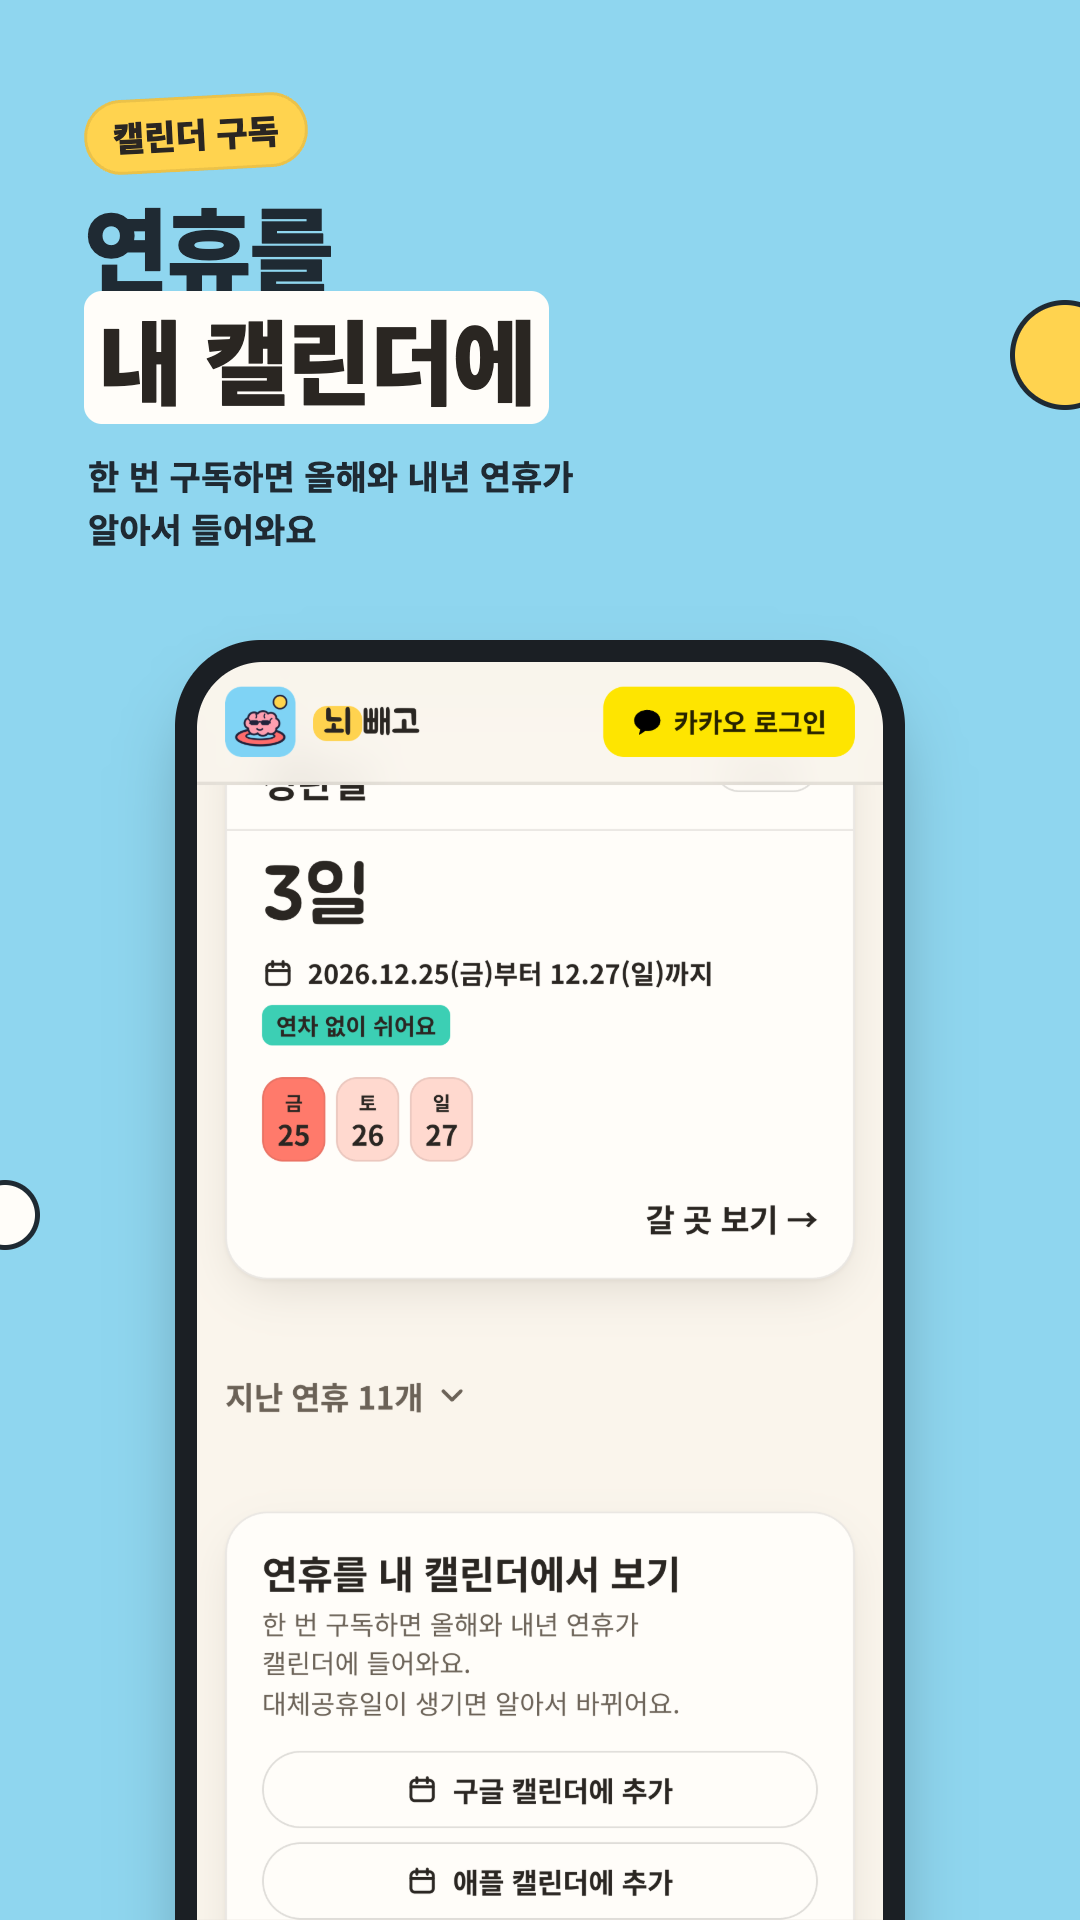 캘린더 구독
연휴를
내 캘린더에
한 번 구독하면 올해와 내년 연휴가
알아서 들어와요
뇌빼고
카카오 로그인
3일
2026.12.25(금)부터 12.27(일)까지
연차 없이 쉬어요
금 토 일
25 26 27
갈 곳 보기 →
지난 연휴 11개
연휴를 내 캘린더에서 보기
한 번 구독하면 올해와 내년 연휴가
캘린더에 들어와요.
대체공휴일이 생기면 알아서 바뀌어요.
구글 캘린더에 추가
애플 캘린더에 추가